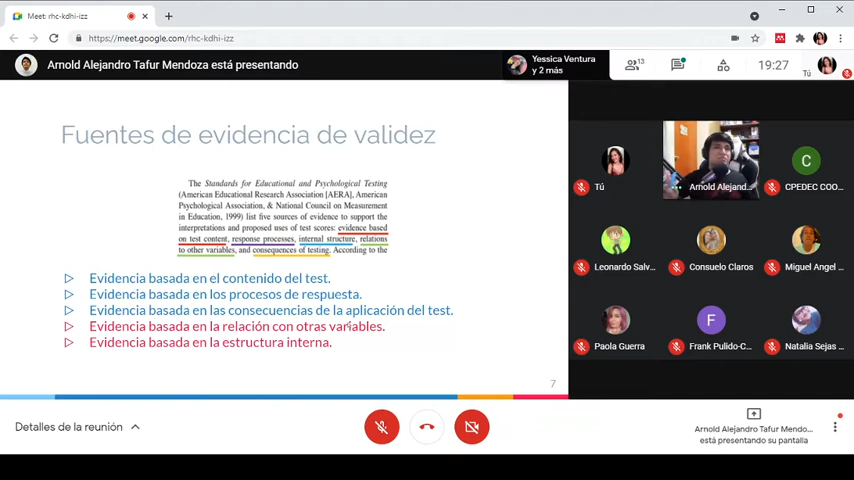 Meet: rhc-kdhi-izz
https://meet.google.com/rhc-kdhi-izz
Arnold Alejandro Tafur Mendoza está presentando
Yessica Ventura
y 2 más
13
19:27
Tú
Fuentes de evidencia de validez
The Standards for Educational and Psychological Testing
(American Educational Research Association [AERA], American
Psychological Association, & National Council on Measurement
in Education, 1999) list five sources of evidence to support the
interpretations and proposed uses of test scores: evidence based
on test content, response processes, internal structure, relations
to other variables, and consequences of testing. According to the
Evidencia basada en el contenido del test.
Evidencia basada en los procesos de respuesta.
Evidencia basada en las consecuencias de la aplicación del test.
Evidencia basada en la relación con otras variables.
Evidencia basada en la estructura interna.
7
Tú
Arnold Alejand...
C
CPEDEC COO...
Leonardo Salv...
Consuelo Claros
Miguel Angel ...
Paola Guerra
F
Frank Pulido-C...
Natalia Sejas ...
Detalles de la reunión
Arnold Alejandro Tafur Mendo...
está presentando su pantalla